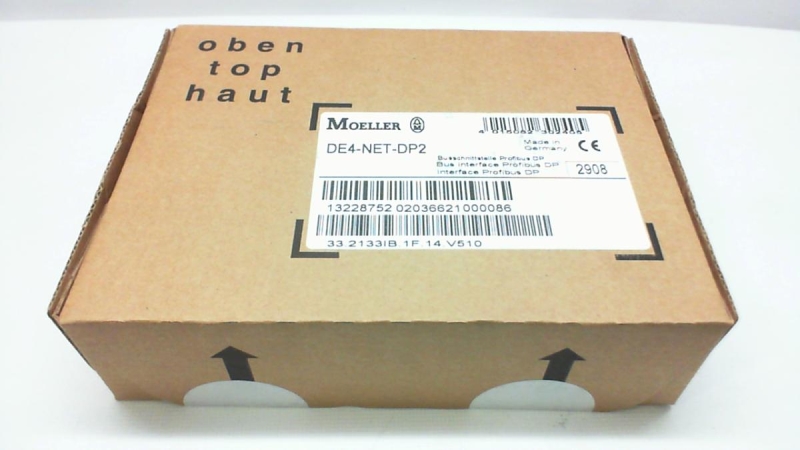 oben
top
haut
MOELLER
DE4-NET-DP2
Made in
Germany
CE
Busschnittstelle Profibus DP
Bus interface Profibus DP
Interface Profibus DP
2908
13228752 02036621000086
33.2133IB.1F.14.V510